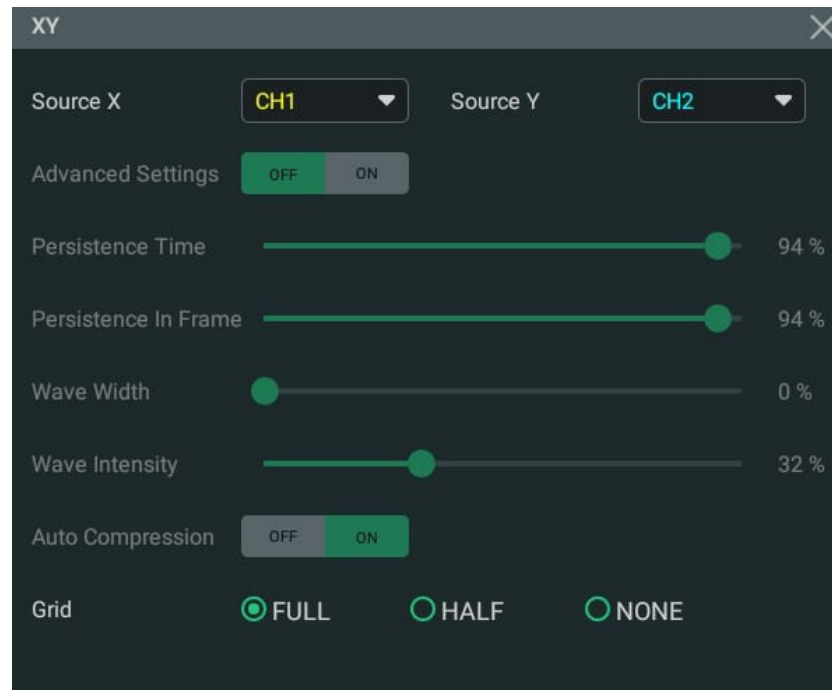 XY
Source X CH1 Source Y CH2
Advanced Settings OFF ON
Persistence Time 94 %
Persistence In Frame 94 %
Wave Width 0 %
Wave Intensity 32 %
Auto Compression OFF ON
Grid FULL HALF NONE